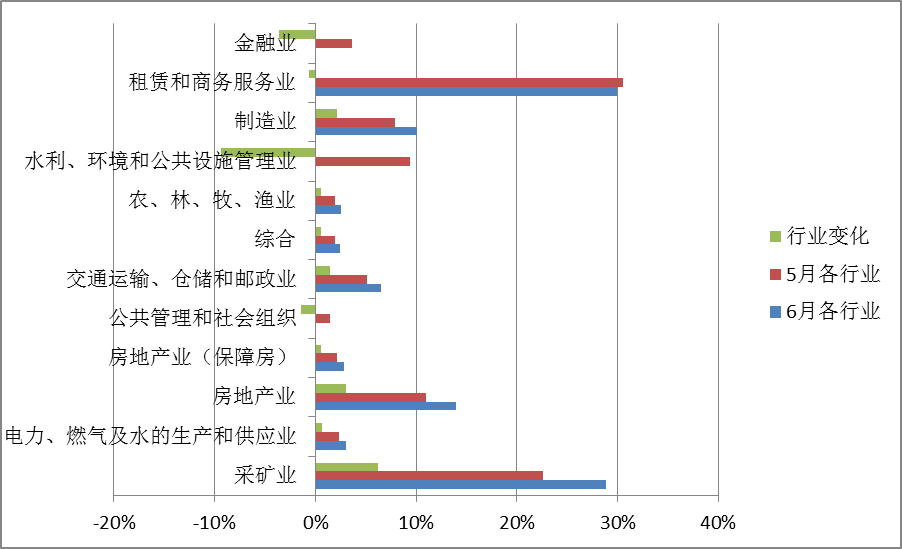 金融业
租赁和商务服务业
制造业
水利、环境和公共设施管理业
农、林、牧、渔业
综合
交通运输、仓储和邮政业
公共管理和社会组织
房地产业（保障房）
房地产业
电力、燃气及水的生产和供应业
采矿业
-20% -10% 0% 10% 20% 30% 40%
行业变化
5月各行业
6月各行业